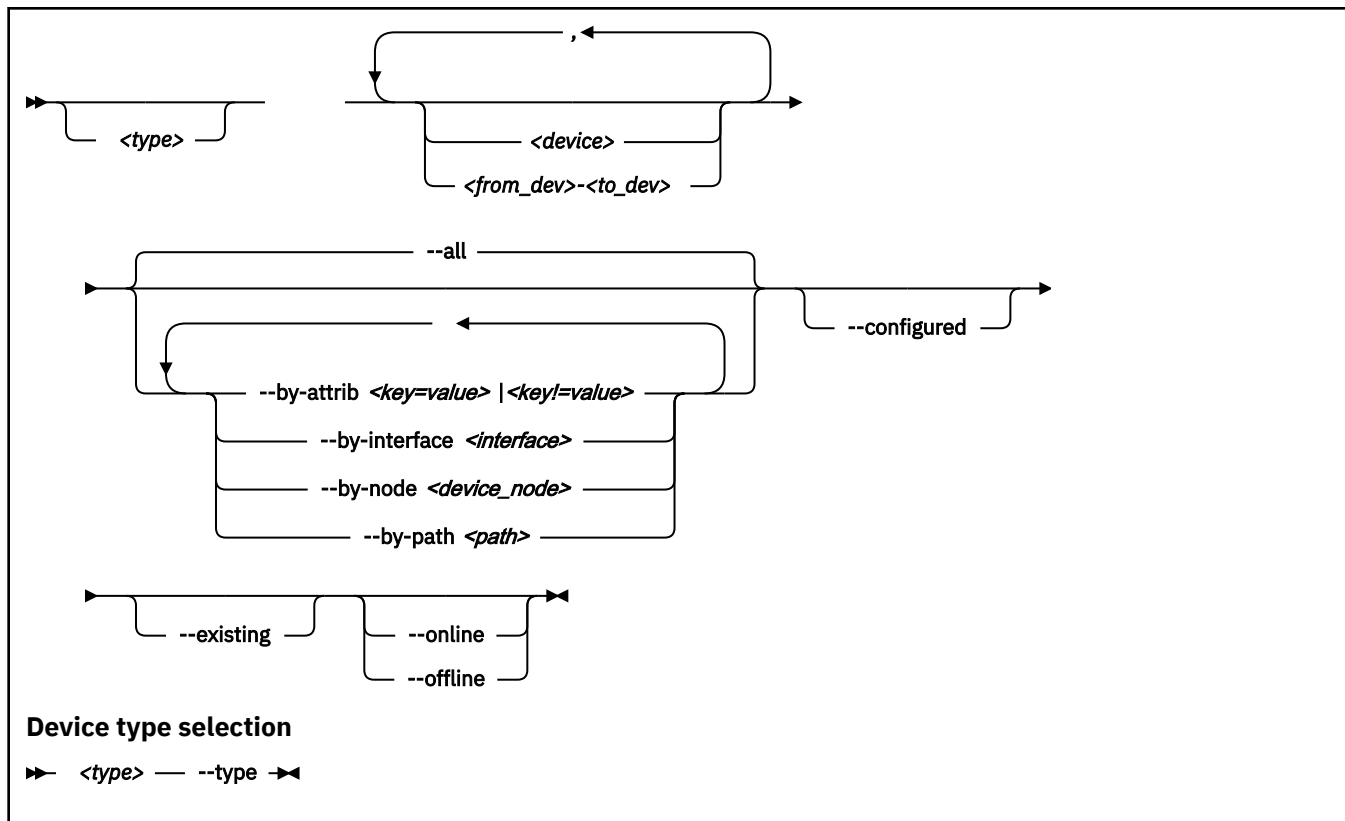 ,
<type>
<device>
<from_dev>-<to_dev>
--all
--configured
--by-attrib <key=value> |<key!=value>
--by-interface <interface>
--by-node <device_node>
--by-path <path>
--existing
--online
--offline
Device type selection
<type> --type